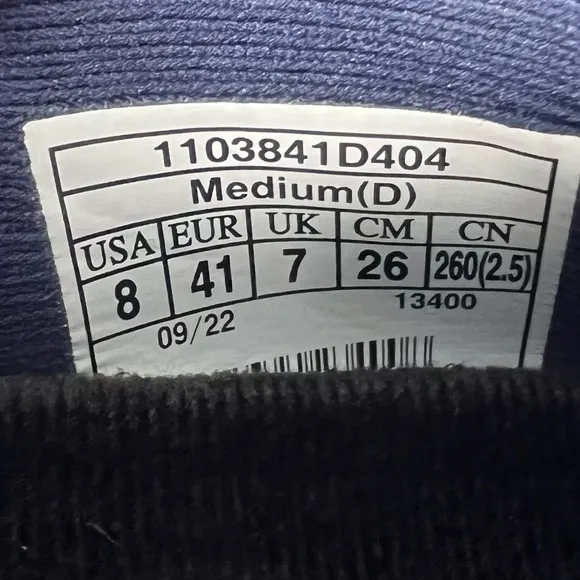 1103841D404
Medium(D)
USA EUR UK CM CN
8 41 7 26 260(2.5)
09/22 13400